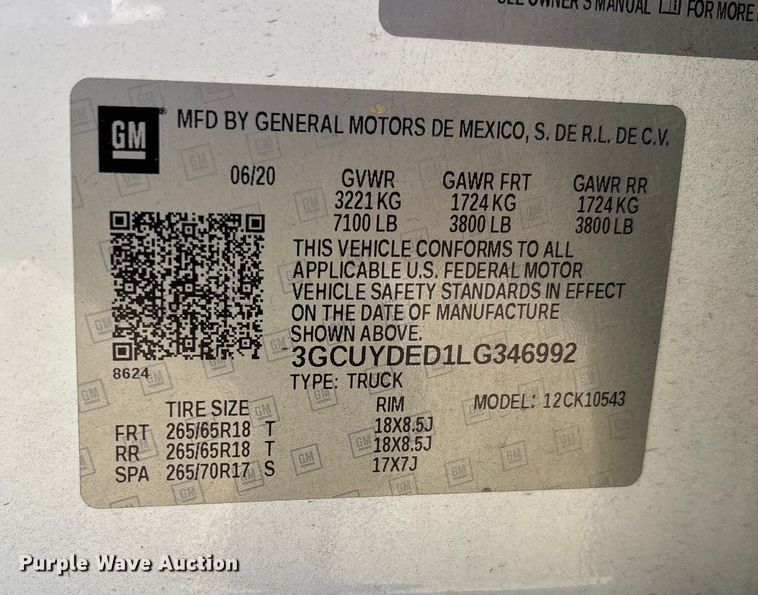 SEE OWNER'S MANUAL FOR MORE
GM
MFD BY GENERAL MOTORS DE MEXICO, S. DE R.L. DE C.V.
06/20 GVWR GAWR FRT GAWR RR
3221 KG 1724 KG 1724 KG
7100 LB 3800 LB 3800 LB
THIS VEHICLE CONFORMS TO ALL
APPLICABLE U.S. FEDERAL MOTOR
VEHICLE SAFETY STANDARDS IN EFFECT
ON THE DATE OF MANUFACTURE
SHOWN ABOVE.
3GCUYDED1LG346992
8624
TYPE: TRUCK
MODEL: 12CK10543
TIRE SIZE RIM
FRT 265/65R18 T 18X8.5J
RR 265/65R18 T 18X8.5J
SPA 265/70R17 S 17X7J
Purple Wave Auction